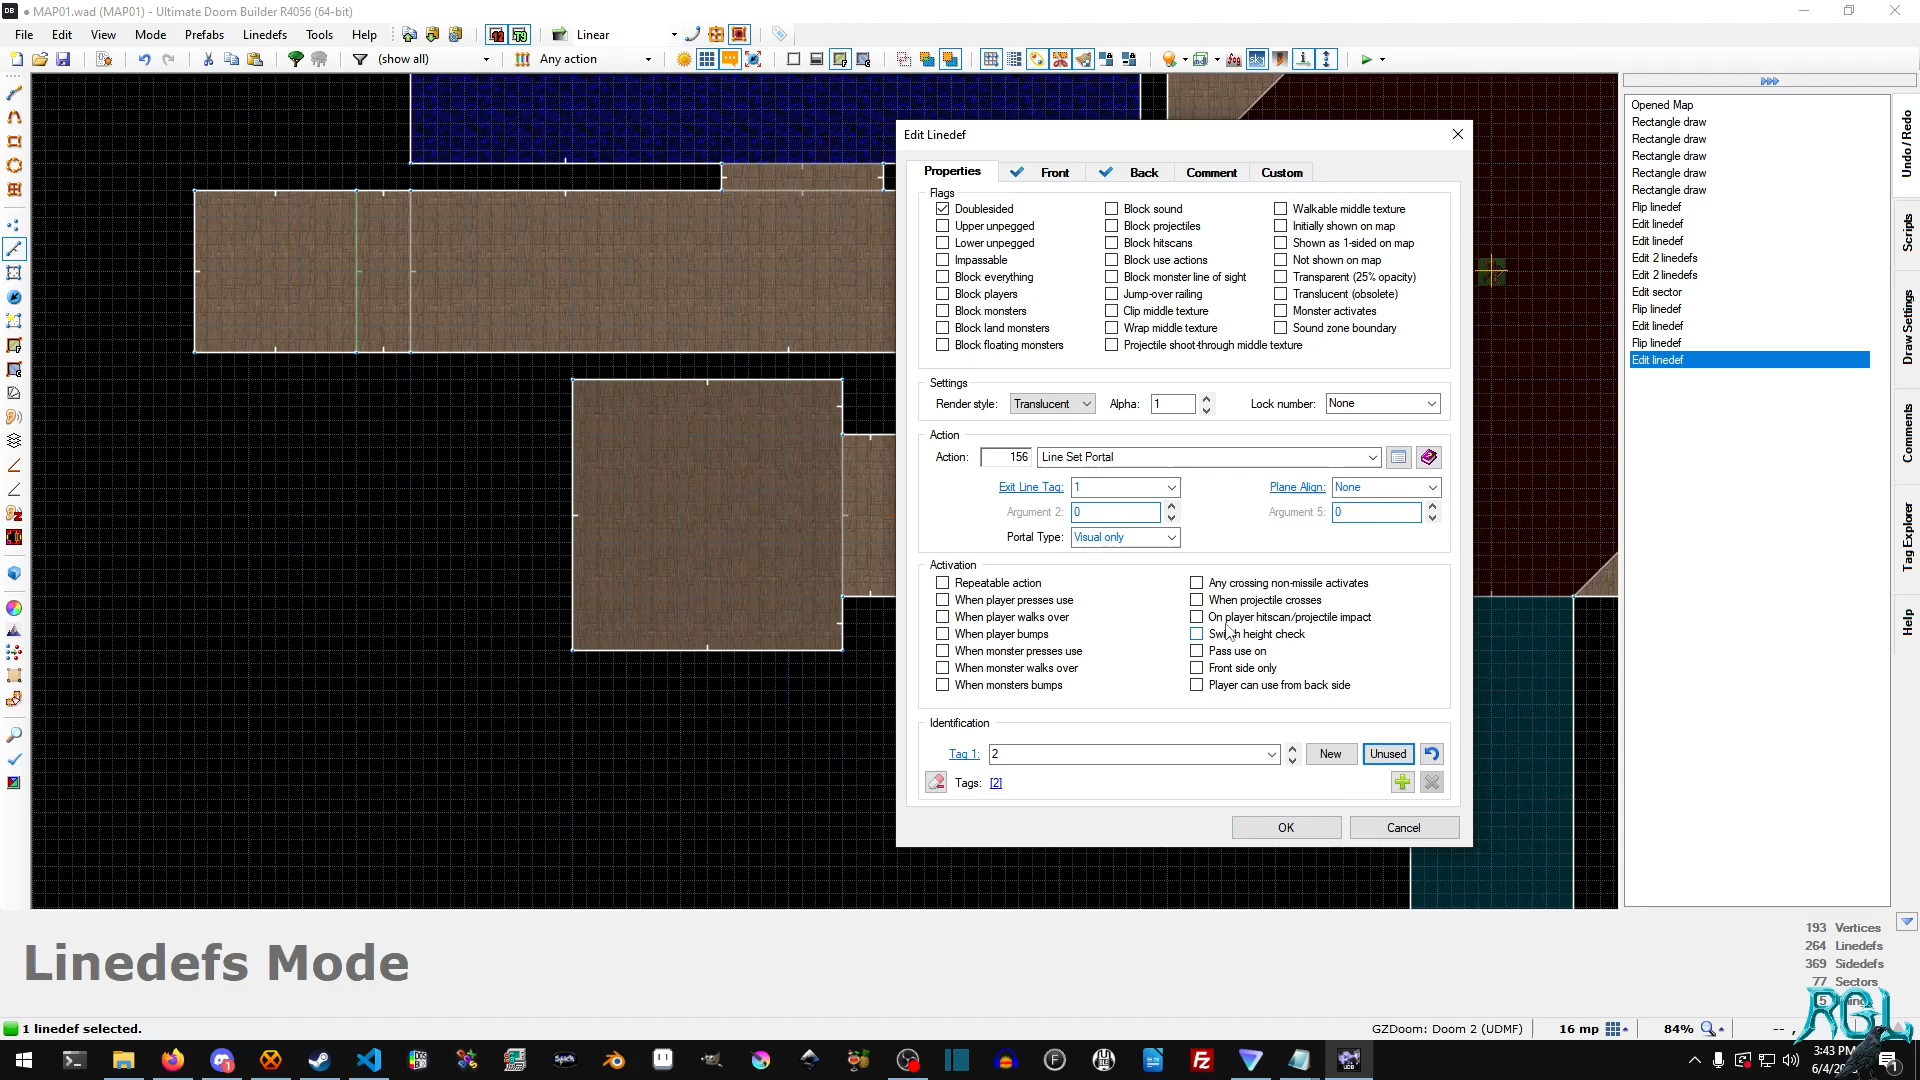 MAP01.wad (MAP01) - Ultimate Doom Builder R4056 (64-bit)
File Edit View Mode Prefabs Linedefs Tools Help Linear
(show all) Any action
Edit Linedef
Properties Front Back Comment Custom
Flags
Doublesided Block sound Walkable middle texture
Upper unpegged Block projectiles Initially shown on map
Lower unpegged Block hitscans Shown as 1-sided on map
Impassable Block use actions Not shown on map
Block everything Block monster line of sight Transparent (25% opacity)
Block players Jump-over railing Translucent (obsolete)
Block monsters Clip middle texture Monster activates
Block land monsters Wrap middle texture Sound zone boundary
Block floating monsters Projectile shoot-through middle texture
Settings
Render style: Translucent Alpha: 1 Lock number: None
Action
Action: 156 Line Set Portal
Exit Line Tag: 1 Plane Align: None
Argument 2: 0 Argument 5: 0
Portal Type: Visual only
Activation
Repeatable action Any crossing non-missile activates
When player presses use When projectile crosses
When player walks over On player hitscan/projectile impact
When player bumps Switch height check
When monster presses use Pass use on
When monster walks over Front side only
When monsters bumps Player can use from back side
Identification
Tag 1: 2 New Unused
Tags: [2]
OK Cancel
Opened Map
Rectangle draw
Rectangle draw
Rectangle draw
Rectangle draw
Rectangle draw
Flip linedef
Edit linedef
Edit linedef
Edit 2 linedefs
Edit 2 linedefs
Edit sector
Flip linedef
Edit linedef
Flip linedef
Edit linedef
Undo / Redo
Scripts
Draw Settings
Comments
Tag Explorer
Help
Linedefs Mode
193 Vertices
264 Linedefs
369 Sidedefs
77 Sectors
RGL
1 linedef selected.
GZDoom: Doom 2 (UDMF) 16 mp 84% -- ,
3:43 PM